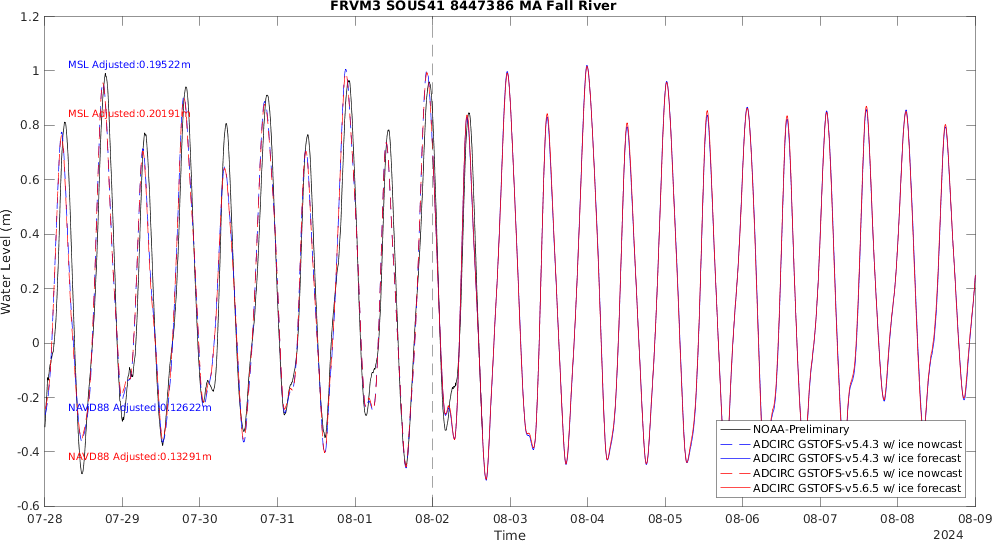 FRVM3 SOUS41 8447386 MA Fall River
1.2
1
0.8
0.6
0.4
0.2
0
-0.2
-0.4
-0.6
Water Level (m)
MSL Adjusted:0.19522m
MSL Adjusted:0.20191m
NAVD88 Adjusted:0.12622m
NAVD88 Adjusted:0.13291m
NOAA-Preliminary
ADCIRC GSTOFS-v5.4.3 w/ ice nowcast
ADCIRC GSTOFS-v5.4.3 w/ ice forecast
ADCIRC GSTOFS-v5.6.5 w/ ice nowcast
ADCIRC GSTOFS-v5.6.5 w/ ice forecast
07-28 07-29 07-30 07-31 08-01 08-02 08-03 08-04 08-05 08-06 08-07 08-08 08-09
Time
2024